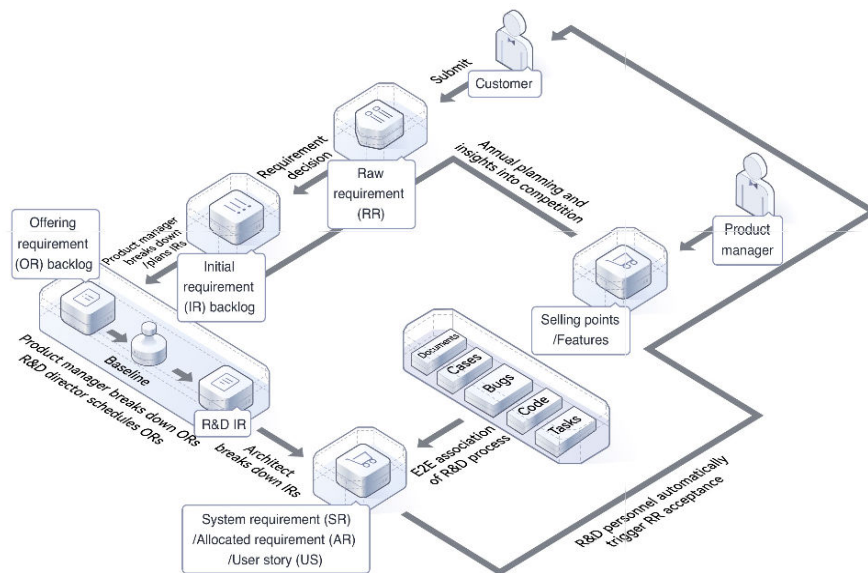 Customer
Submit
Raw
requirement
(RR)
Requirement
decision
Annual planning and
insights into competition
Product
manager
Offering
requirement
(OR) backlog
Product manager
breaks down
/plans IRs
Initial
requirement
(IR) backlog
Selling points
/Features
Baseline
Product manager breaks down ORs
R&D director schedules ORs
R&D IR
Architect
breaks down IRs
Documents
Cases
Bugs
Code
Tasks
E2E association
of R&D process
System requirement (SR)
/Allocated requirement (AR)
/User story (US)
R&D personnel automatically
trigger RR acceptance